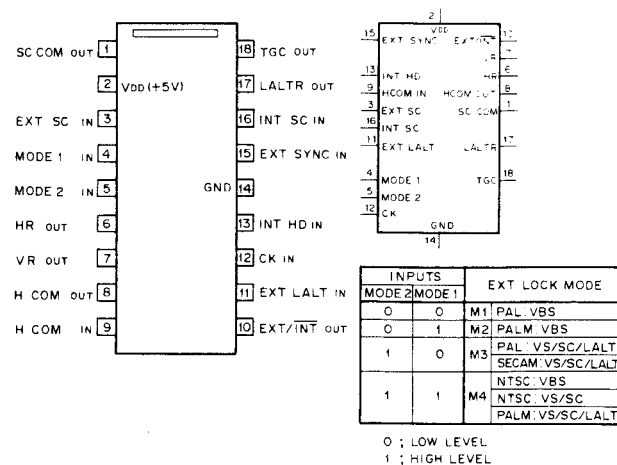 SC COM OUT 1
2 VDD (+5V)
EXT SC IN 3
MODE 1 IN 4
MODE 2 IN 5
HR OUT 6
VR OUT 7
H COM OUT 8
H COM IN 9
18 TGC OUT
17 LALTR OUT
16 INT SC IN
15 EXT SYNC IN
GND 14
13 INT HD IN
12 CK IN
11 EXT LALT IN
10 EXT/INT OUT
2
VDD
15 EXT SYNC EXT/INT
VR 7
13 INT HD HR 6
9 HCOM IN HCOM OUT 8
3 EXT SC SC COM 1
16 INT SC
11 EXT LALT LALTR 17
4 MODE 1 TGC 18
5 MODE 2
12 CK
GND
14
INPUTS EXT LOCK MODE
MODE 2 MODE 1
0 0 M1 PAL: VBS
0 1 M2 PALM: VBS
1 0 M3 PAL: VS/SC/LALT
SECAM: VS/SC/LALT
1 1 M4 NTSC: VBS
NTSC: VS/SC
PALM: VS/SC/LALT
0 ; LOW LEVEL
1 ; HIGH LEVEL